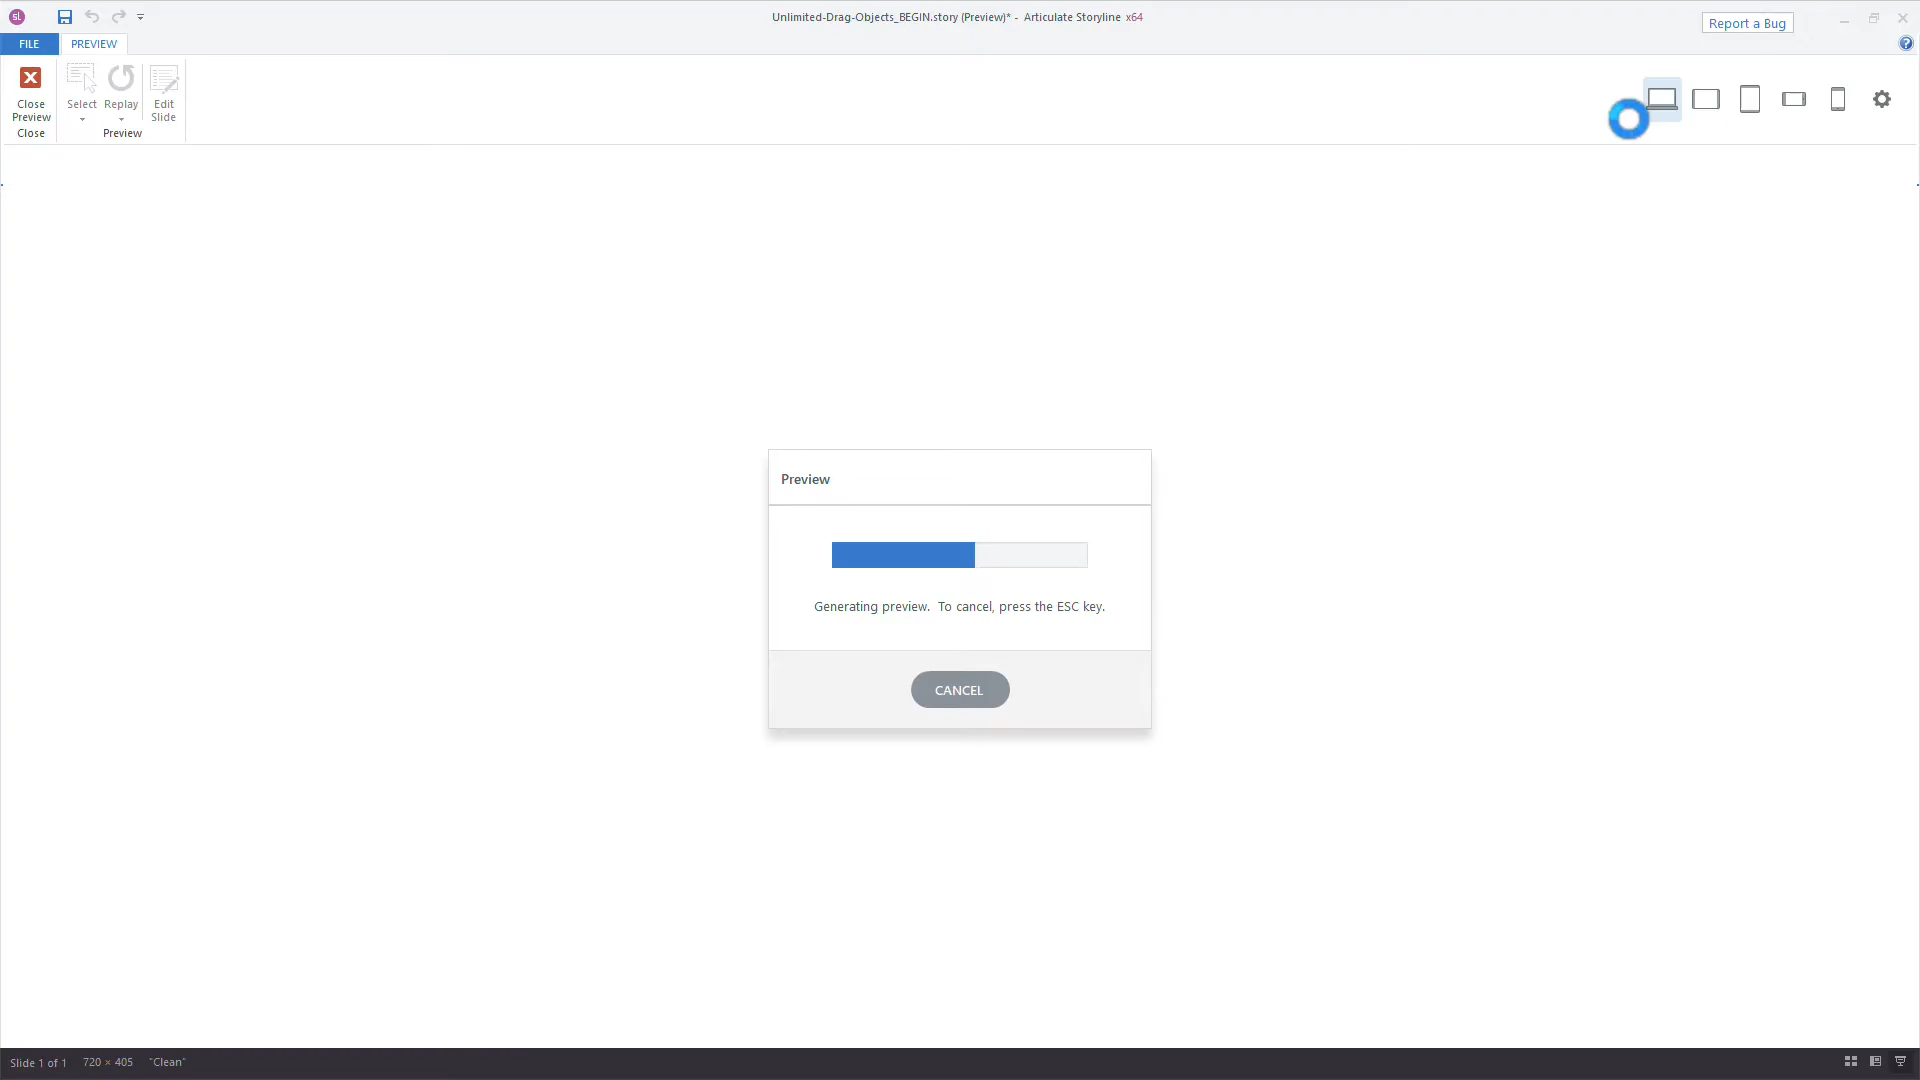 sL
Unlimited-Drag-Objects_BEGIN.story (Preview)* -  Articulate Storyline  x64
Report a Bug
FILE
PREVIEW
?
Close
Preview
Select
Replay
Edit
Slide
Close
Preview
Preview
Generating preview.  To cancel, press the ESC key.
CANCEL
Slide 1 of 1
720 × 405
"Clean"